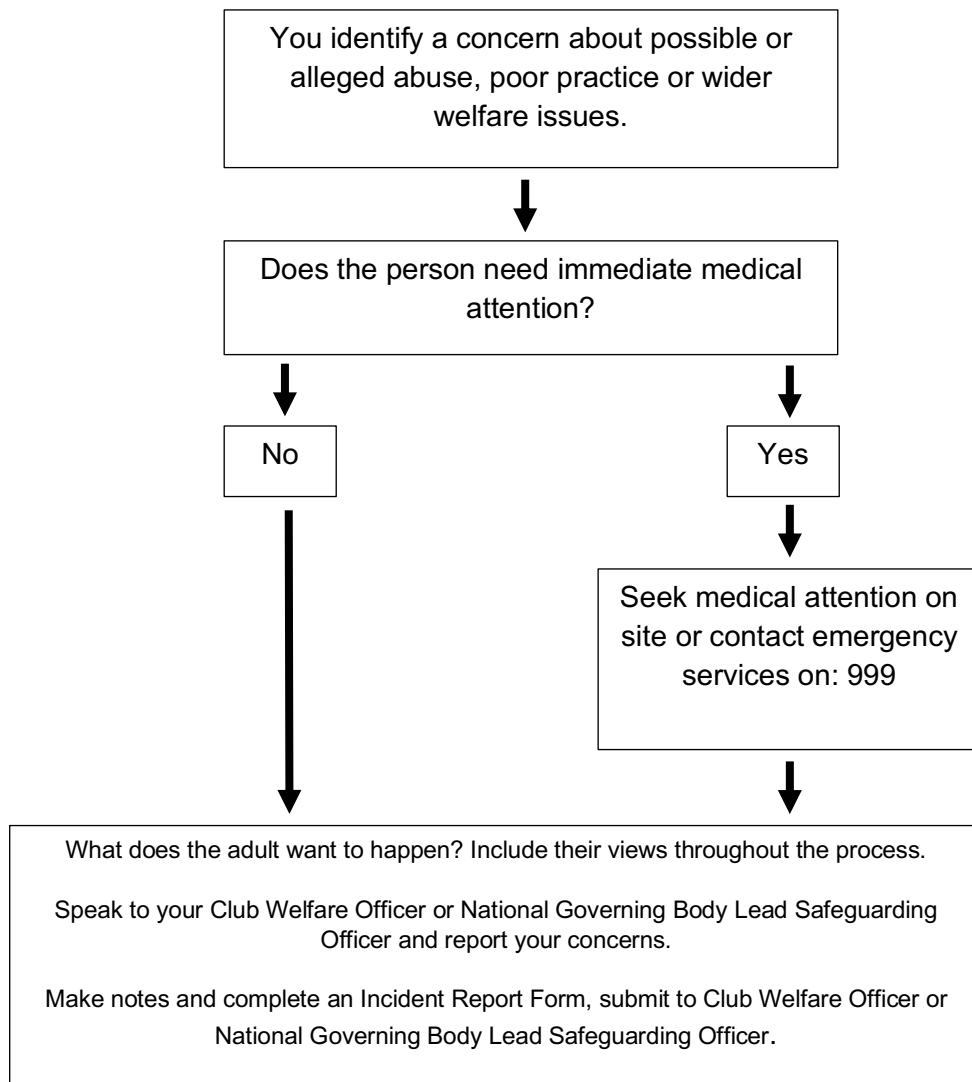 You identify a concern about possible or
alleged abuse, poor practice or wider
welfare issues.
Does the person need immediate medical
attention?
No
Yes
Seek medical attention on
site or contact emergency
services on: 999
What does the adult want to happen? Include their views throughout the process.
Speak to your Club Welfare Officer or National Governing Body Lead Safeguarding
Officer and report your concerns.
Make notes and complete an Incident Report Form, submit to Club Welfare Officer or
National Governing Body Lead Safeguarding Officer.